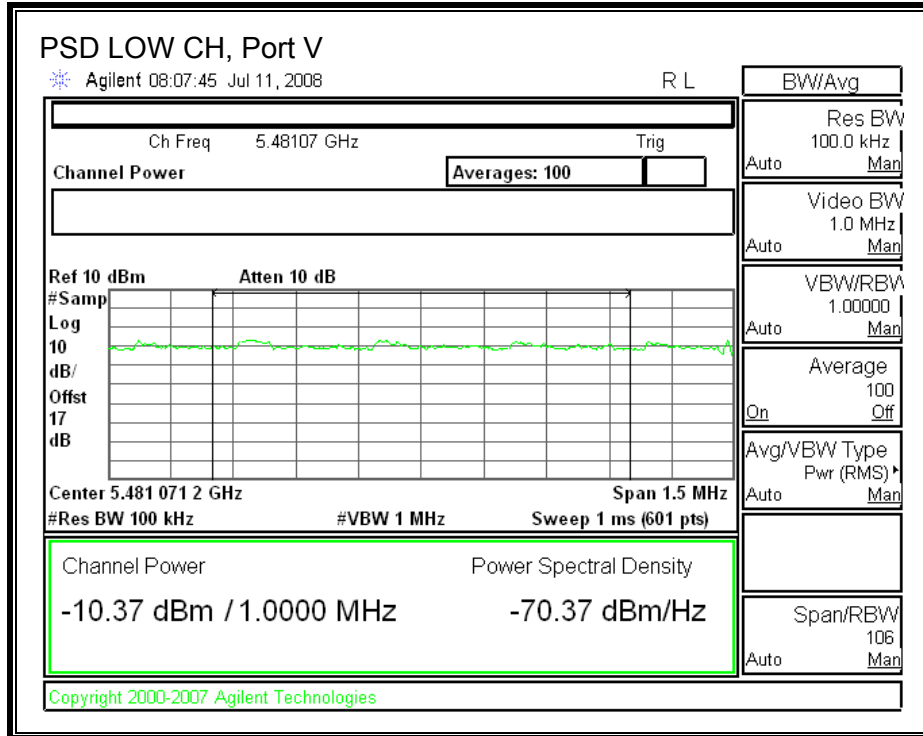 PSD LOW CH, Port V
Agilent 08:07:45 Jul 11, 2008 R L
Ch Freq 5.48107 GHz Trig
Channel Power Averages: 100
Ref 10 dBm Atten 10 dB
#Samp
Log
10
dB/
Offst
17
dB
Center 5.481 071 2 GHz Span 1.5 MHz
#Res BW 100 kHz #VBW 1 MHz Sweep 1 ms (601 pts)
Channel Power Power Spectral Density
-10.37 dBm / 1.0000 MHz -70.37 dBm/Hz
Copyright 2000-2007 Agilent Technologies
BW/Avg
Res BW
100.0 kHz
Auto Man
Video BW
1.0 MHz
Auto Man
VBW/RBW
1.00000
Auto Man
Average
100
On Off
Avg/VBW Type
Pwr (RMS)
Auto Man
Span/RBW
106
Auto Man